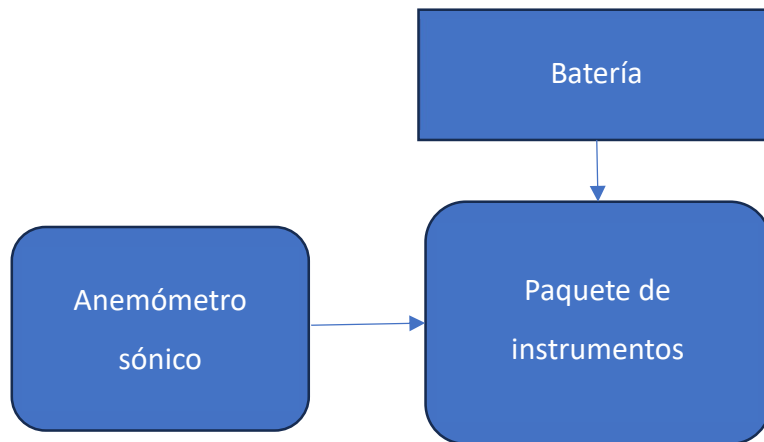 Batería
Anemómetro
sónico
Paquete de
instrumentos